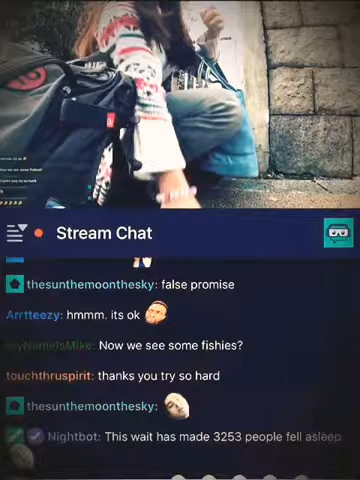 Stream Chat
thesunthemoonthesky: false promise
Arrtteezy: hmmm. its ok
MyNameIsMike: Now we see some fishies?
touchthruspirit: thanks you try so hard
thesunthemoonthesky:
Nightbot: This wait has made 3253 people fell asleep